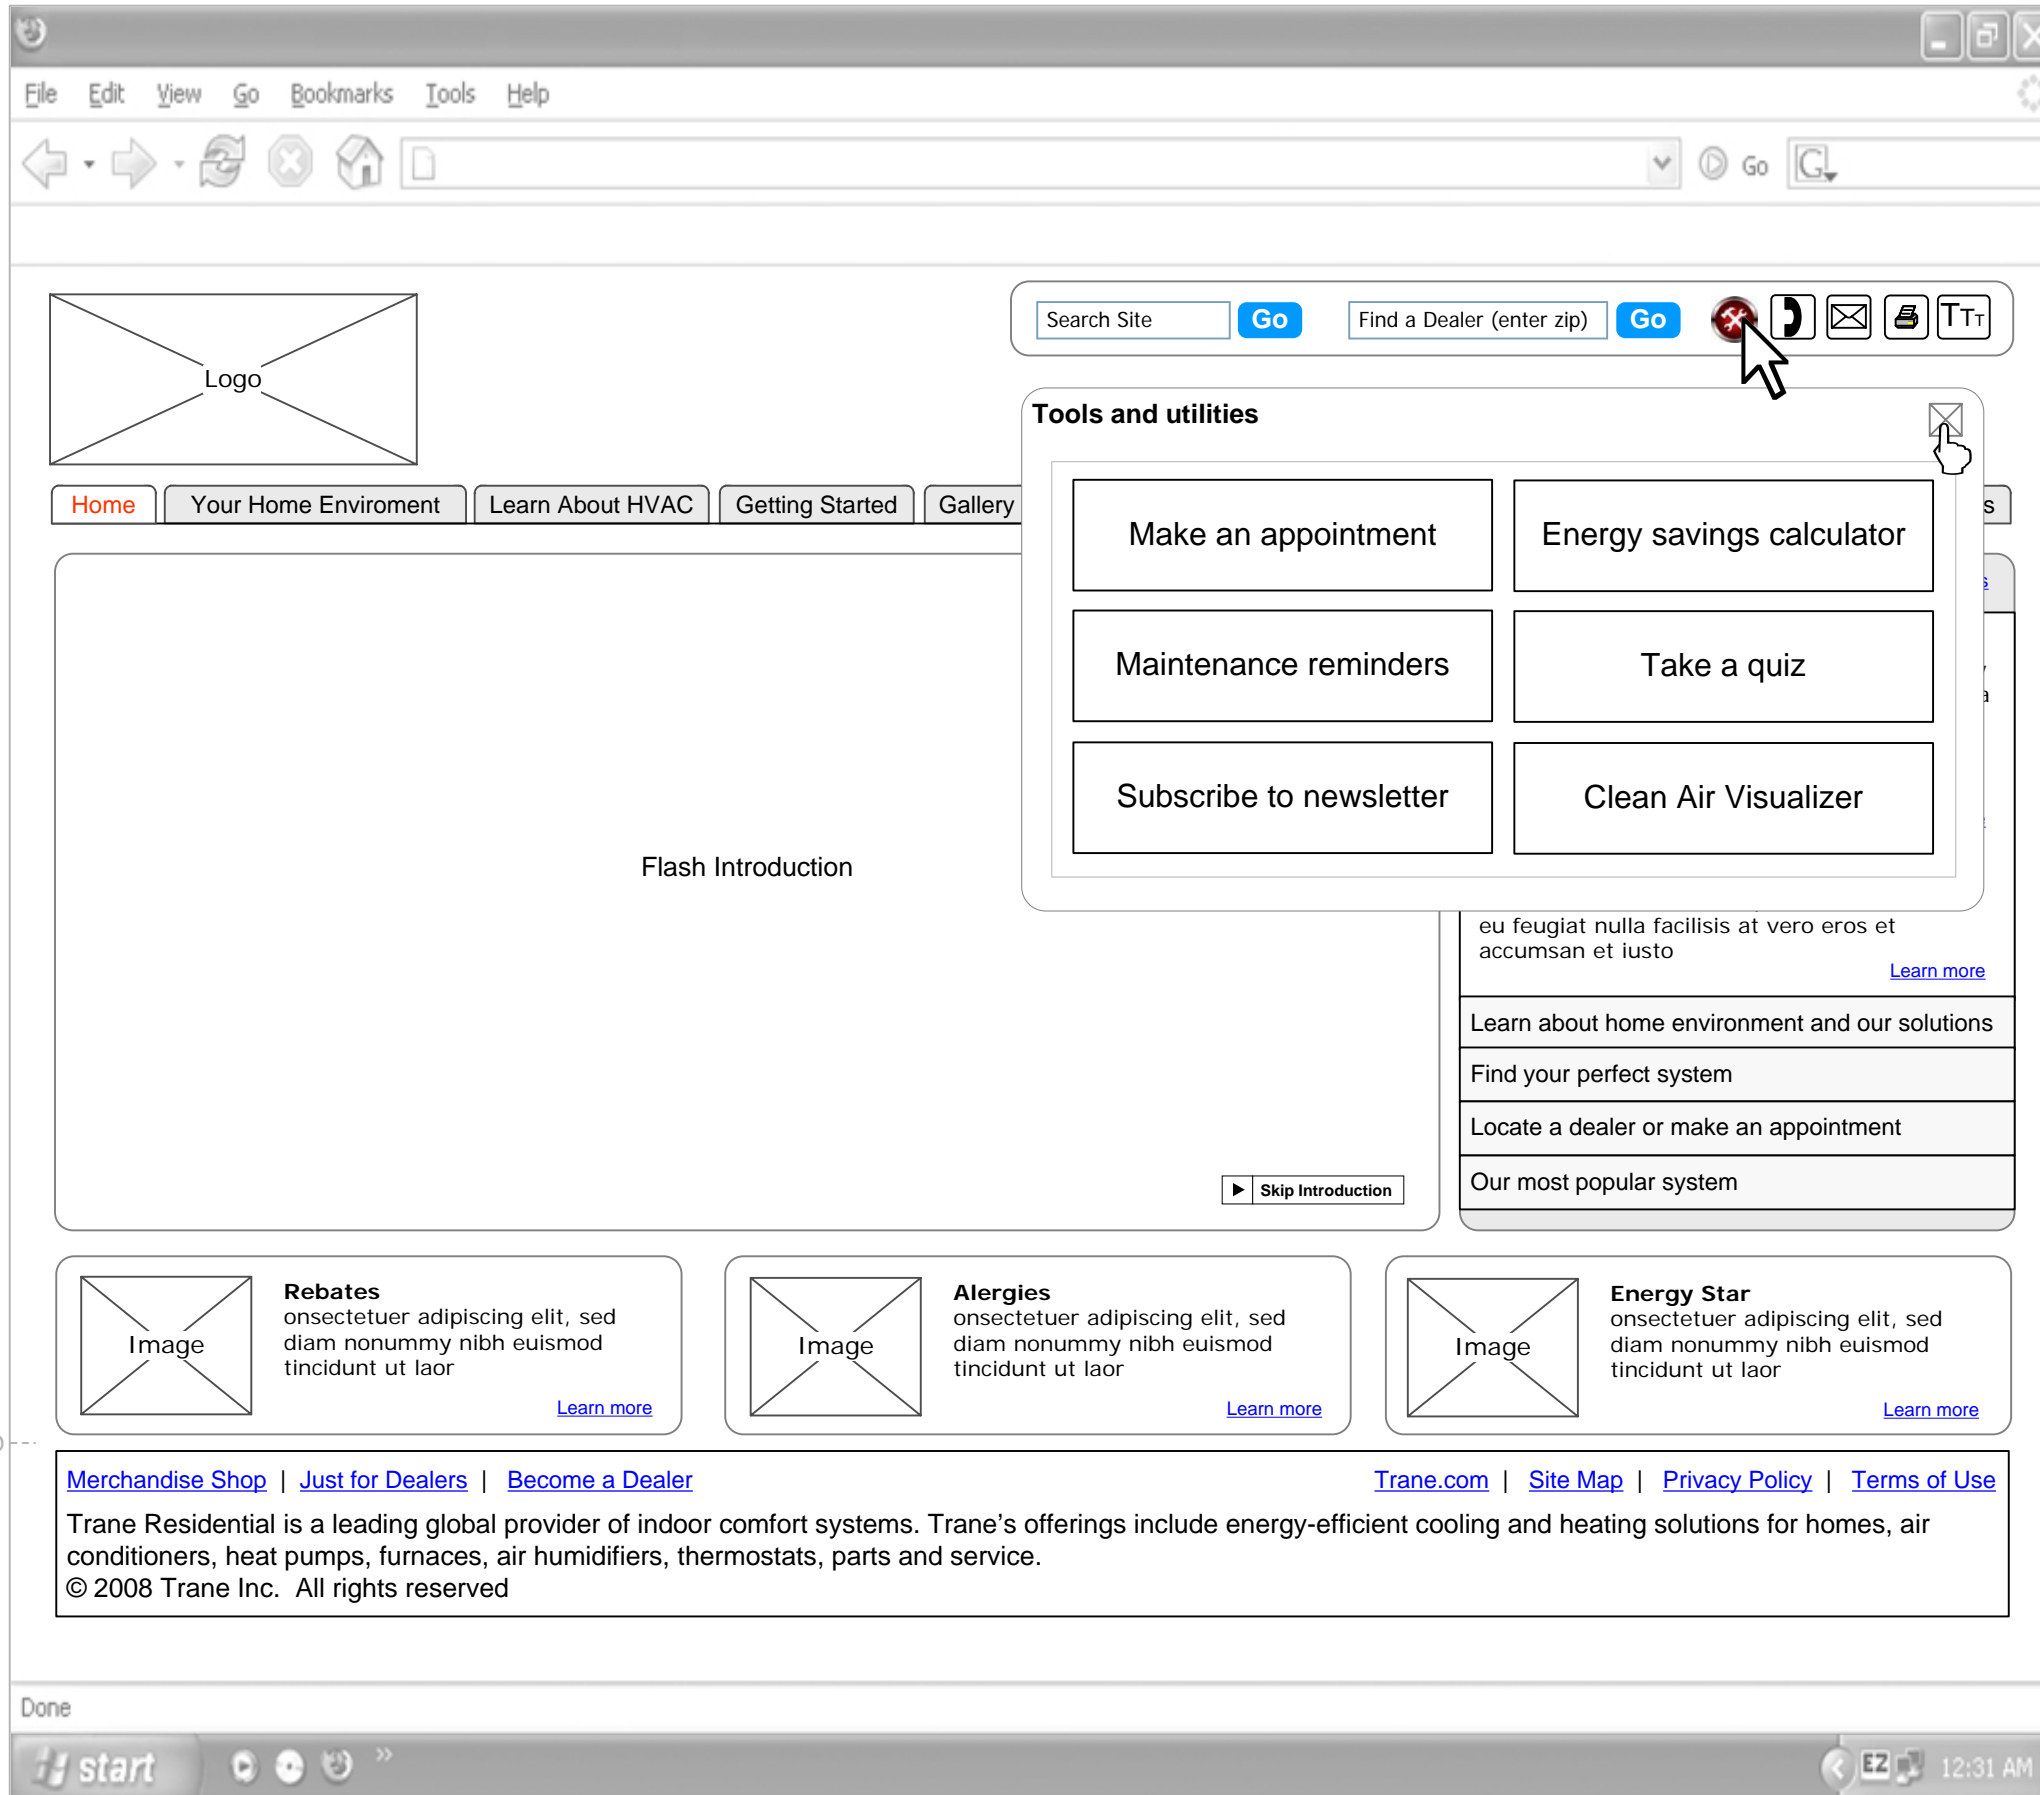 File Edit View Go Bookmarks Tools Help
Go G
Search Site Go Find a Dealer (enter zip) Go TTT
Logo
Tools and utilities
Home Your Home Enviroment Learn About HVAC Getting Started Gallery s
Make an appointment Energy savings calculator
s
Maintenance reminders Take a quiz
a
Subscribe to newsletter Clean Air Visualizer
Flash Introduction
eu feugiat nulla facilisis at vero eros et
accumsan et iusto
Learn more
Learn about home environment and our solutions
Find your perfect system
Locate a dealer or make an appointment
Our most popular system
Skip Introduction
Image
Rebates
onsectetuer adipiscing elit, sed
diam nonummy nibh euismod
tincidunt ut laor
Learn more
Image
Alergies
onsectetuer adipiscing elit, sed
diam nonummy nibh euismod
tincidunt ut laor
Learn more
Image
Energy Star
onsectetuer adipiscing elit, sed
diam nonummy nibh euismod
tincidunt ut laor
Learn more
Merchandise Shop | Just for Dealers | Become a Dealer Trane.com | Site Map | Privacy Policy | Terms of Use
Trane Residential is a leading global provider of indoor comfort systems. Trane’s offerings include energy-efficient cooling and heating solutions for homes, air
conditioners, heat pumps, furnaces, air humidifiers, thermostats, parts and service.
© 2008 Trane Inc. All rights reserved
Done
start » EZ 12:31 AM